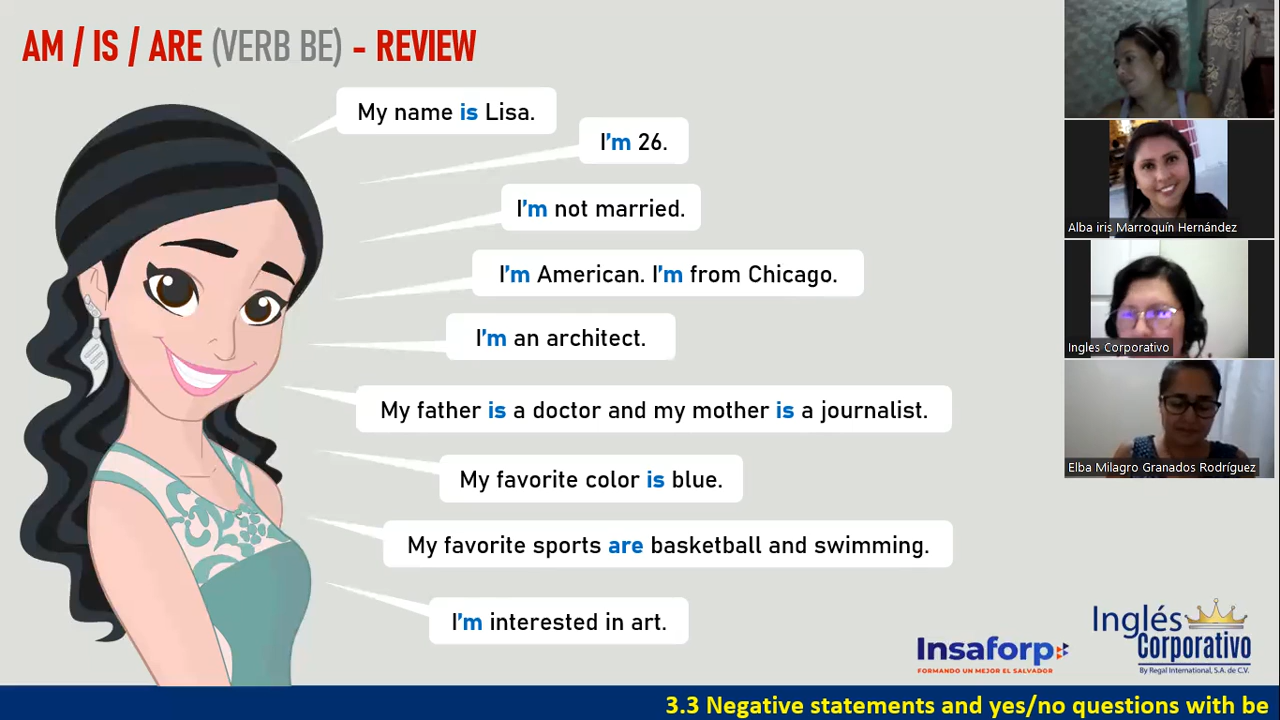 AM / IS / ARE (VERB BE) - REVIEW
My name is Lisa.
I'm 26.
I'm not married.
I'm American. I'm from Chicago.
I'm an architect.
My father is a doctor and my mother is a journalist.
My favorite color is blue.
My favorite sports are basketball and swimming.
I'm interested in art.
Alba iris Marroquín Hernández
Ingles Corporativo
Elba Milagro Granados Rodríguez
Insaforp
FORMANDO UN MEJOR EL SALVADOR
Inglés
Corporativo
By Regal International, S.A. de C.V.
3.3 Negative statements and yes/no questions with be